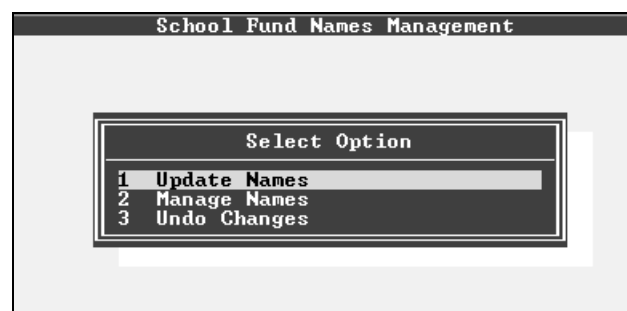 School Fund Names Management
Select Option
1 Update Names
2 Manage Names
3 Undo Changes